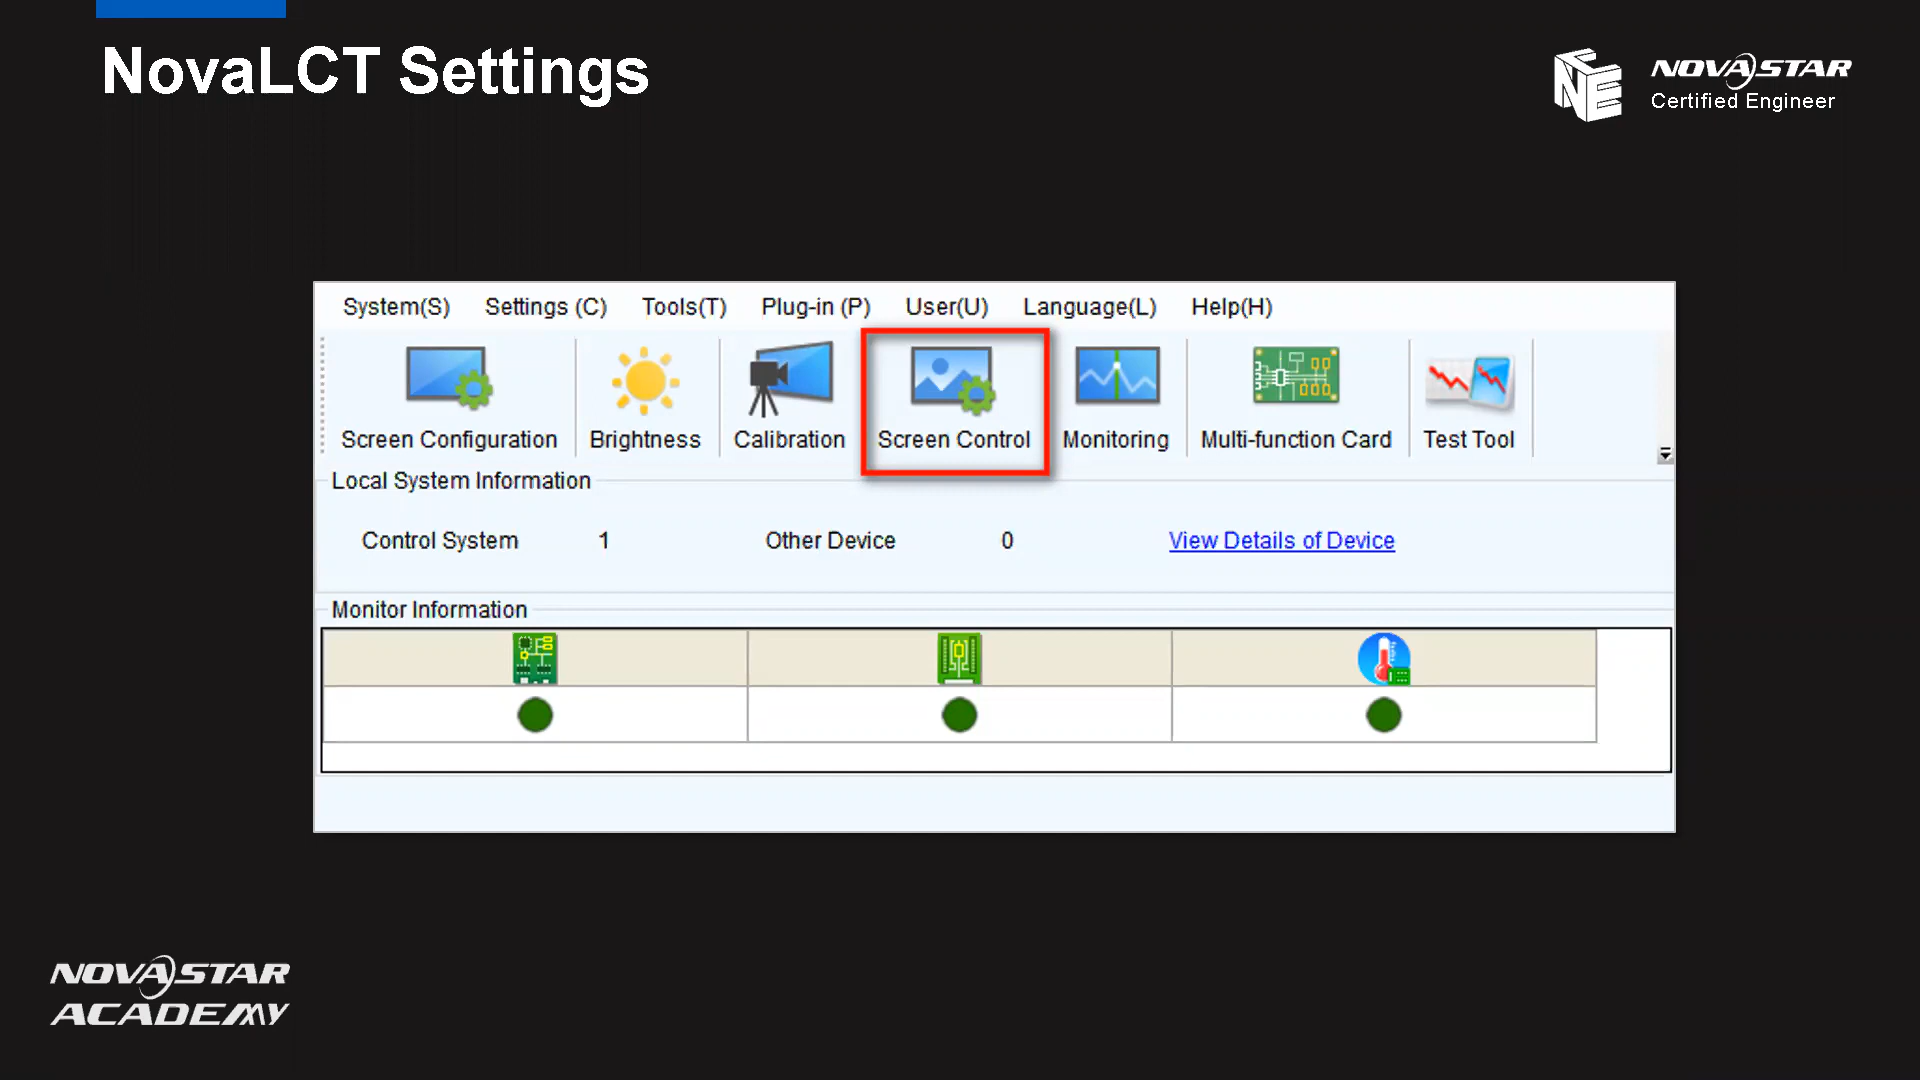 NovaLCT Settings
NOVASTAR
Certified Engineer
NE
System(S) Settings (C) Tools(T) Plug-in (P) User(U) Language(L) Help(H)
Screen Configuration Brightness Calibration Screen Control Monitoring Multi-function Card Test Tool
Local System Information
Control System 1 Other Device 0 View Details of Device
Monitor Information
NOVASTAR
ACADEMY